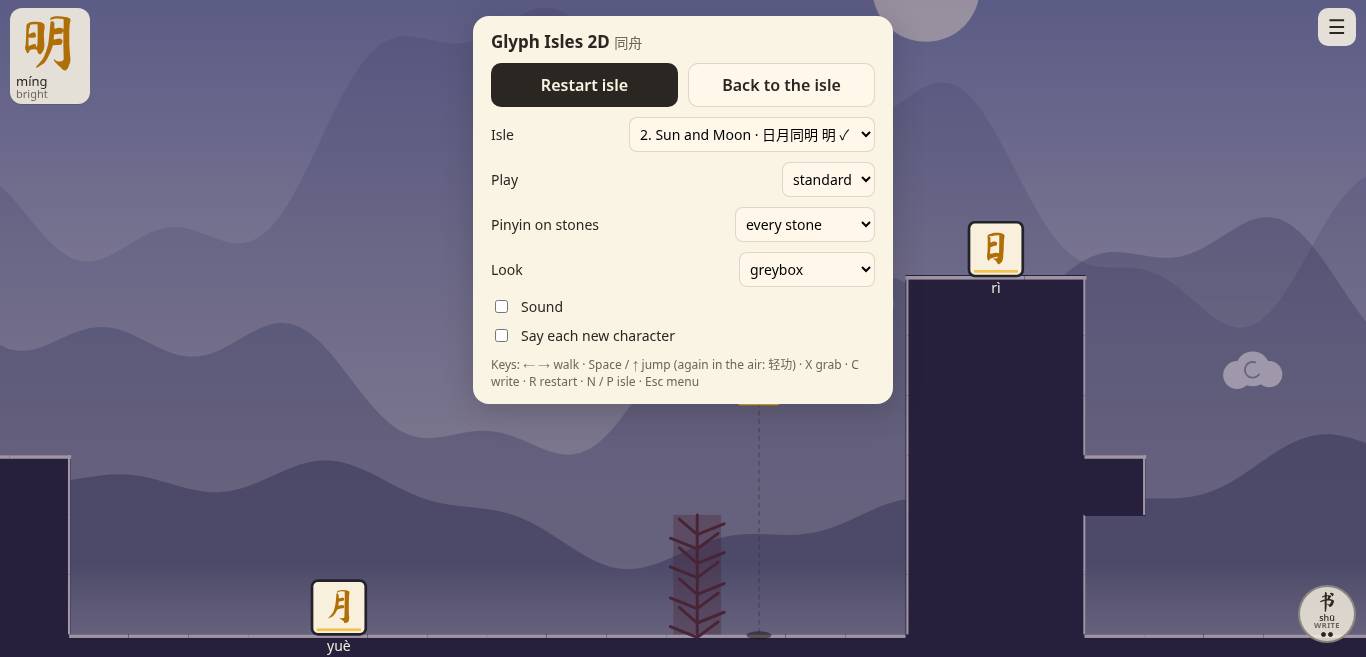 明
míng
bright
Glyph Isles 2D 同舟
Restart isle
Back to the isle
Isle
2. Sun and Moon · 日月同明 明 ✓
Play
standard
Pinyin on stones
every stone
Look
greybox
Sound
Say each new character
Keys: ← → walk · Space / ↑ jump (again in the air: 轻功) · X grab · C
write · R restart · N / P isle · Esc menu
日
rì
月
yuè
书
shū
WRITE